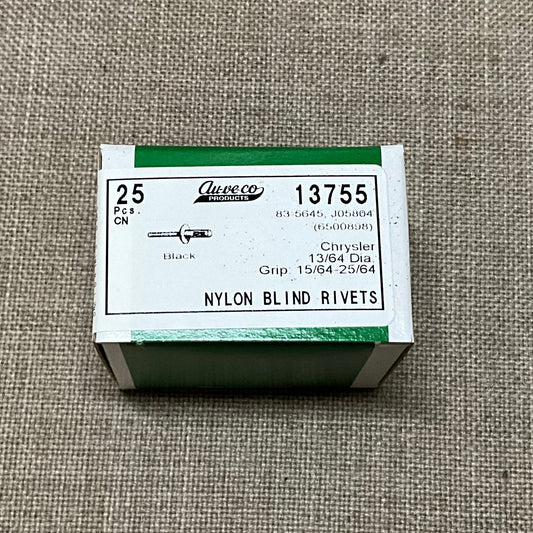 25
Pcs.
CN
Au-ve-co
PRODUCTS
13755
83-5645, J05804
(6500898)
Black
Chrysler
13/64 Dia.
Grip: 15/64-25/64
NYLON BLIND RIVETS